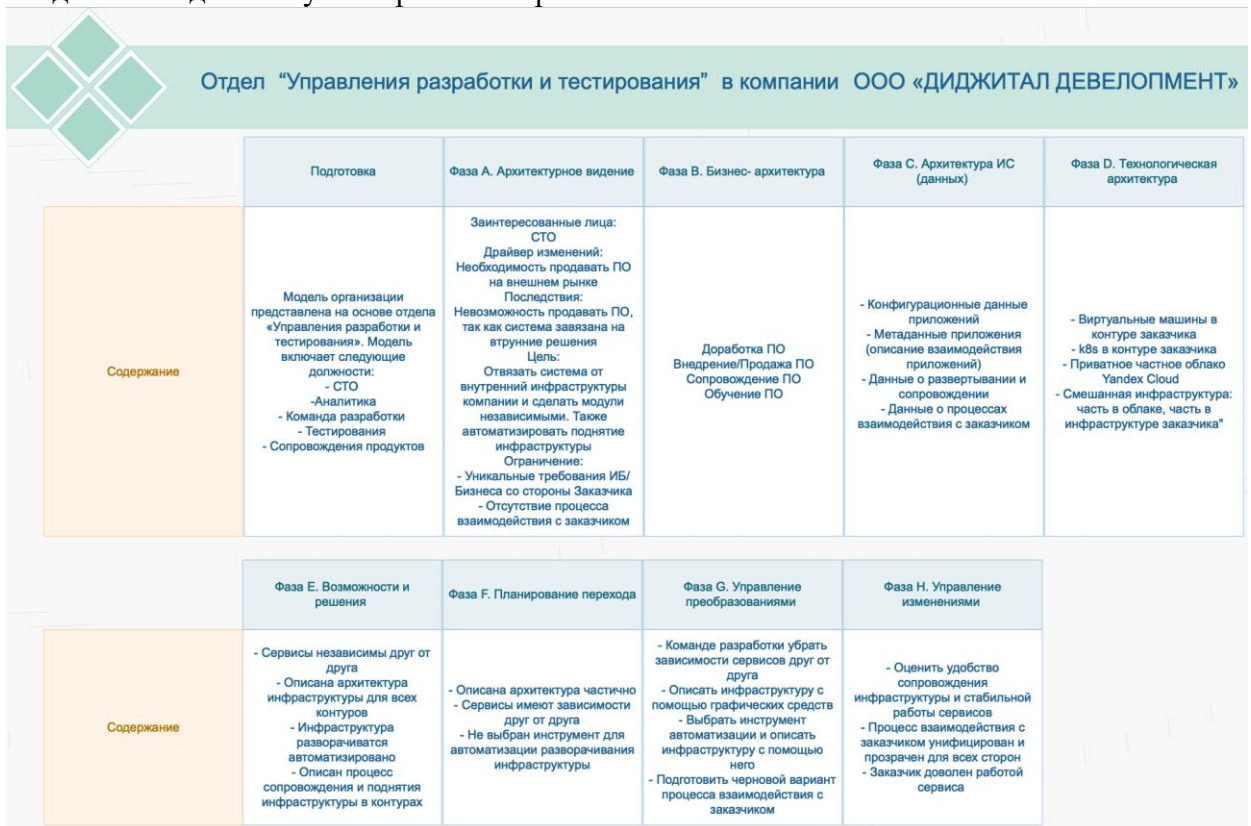 Отдел "Управления разработки и тестирования" в компании ООО «ДИДЖИТАЛ ДЕВЕЛОПМЕНТ»
Подготовка
Фаза A. Архитектурное видение
Фаза B. Бизнес- архитектура
Фаза C. Архитектура ИС
(данных)
Фаза D. Технологическая
архитектура
Содержание
Модель организации
представлена на основе отдела
«Управления разработки и
тестирования». Модель
включает следующие
должности:
- CTO
-Аналитика
- Команда разработки
- Тестирования
- Сопровождения продуктов
Заинтересованные лица:
CTO
Драйвер изменений:
Необходимость продавать ПО
на внешнем рынке
Последствия:
Невозможность продавать ПО,
так как система завязана на
втрунние решения
Цель:
Отвязать система от
внутренний инфраструктуры
компании и сделать модули
независимыми. Также
автоматизировать поднятие
инфраструктуры
Ограничение:
- Уникальные требования ИБ/
Бизнеса со стороны Заказчика
- Отсутствие процесса
взаимодействия с заказчиком
Доработка ПО
Внедрение/Продажа ПО
Сопровождение ПО
Обучение ПО
- Конфигурационные данные
приложений
- Метаданные приложения
(описание взаимодействия
приложений)
- Данные о развертывании и
сопровождении
- Данные о процессах
взаимодействия с заказчиком
- Виртуальные машины в
контуре заказчика
- k8s в контуре заказчика
- Приватное частное облако
Yandex Cloud
- Смешанная инфраструктура:
часть в облаке, часть в
инфраструктуре заказчика"
Фаза E. Возможности и
решения
Фаза F. Планирование перехода
Фаза G. Управление
преобразованиями
Фаза H. Управление
изменениями
Содержание
- Сервисы независимы друг от
друга
- Описана архитектура
инфраструктуры для всех
контуров
- Инфраструктура
разворачиватся
автоматизировано
- Описан процесс
сопровождения и поднятия
инфраструктуры в контурах
- Описана архитектура частично
- Сервисы имеют зависимости
друг от друга
- Не выбран инструмент для
автоматизации разворачивания
инфраструктуры
- Команде разработки убрать
зависимости сервисов друг от
друга
- Описать инфраструктуру с
помощью графических средств
- Выбрать инструмент
автоматизации и описать
инфраструктуру с помощью
него
- Подготовить черновой вариант
процесса взаимодействия с
заказчиком
- Оценить удобство
сопровождения
инфраструктуры и стабильной
работы сервисов
- Процесс взаимодействия с
заказчиком унифицирован и
прозрачен для всех сторон
- Заказчик доволен работой
сервиса